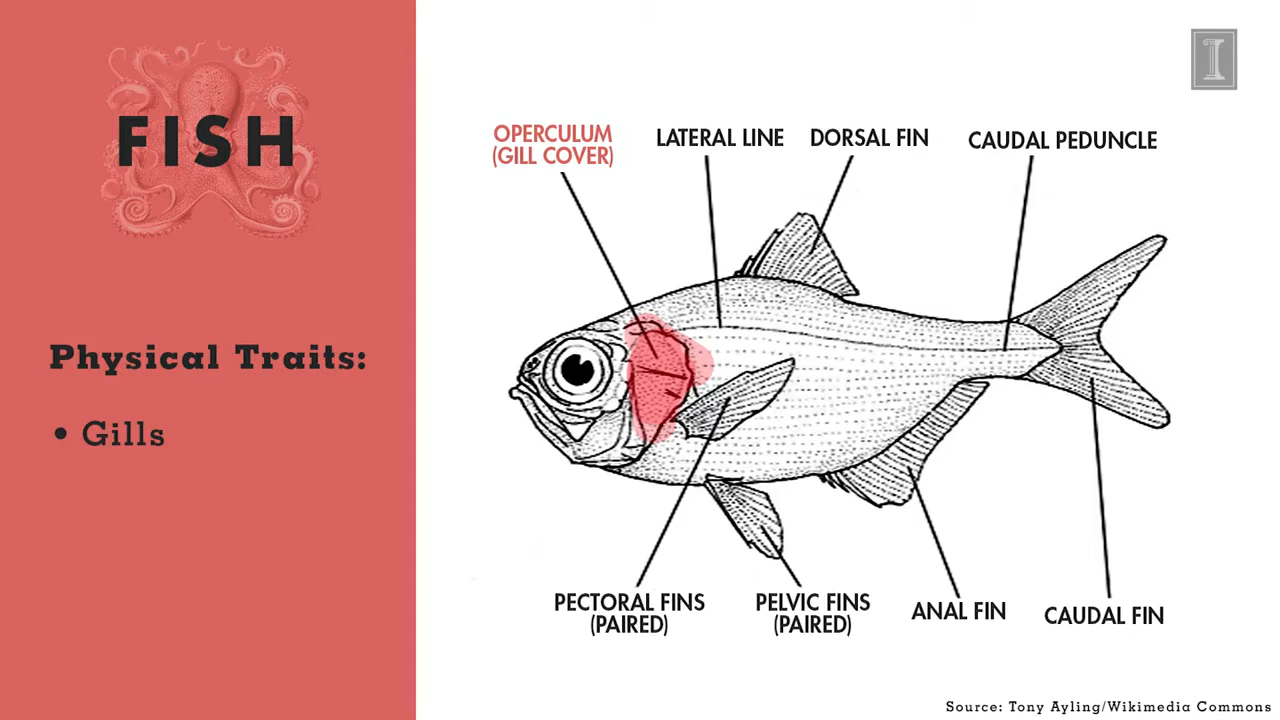 FISH
Physical Traits:
• Gills
OPERCULUM
(GILL COVER)
LATERAL LINE
DORSAL FIN
CAUDAL PEDUNCLE
PECTORAL FINS
(PAIRED)
PELVIC FINS
(PAIRED)
ANAL FIN
CAUDAL FIN
I
Source: Tony Ayling/Wikimedia Commons